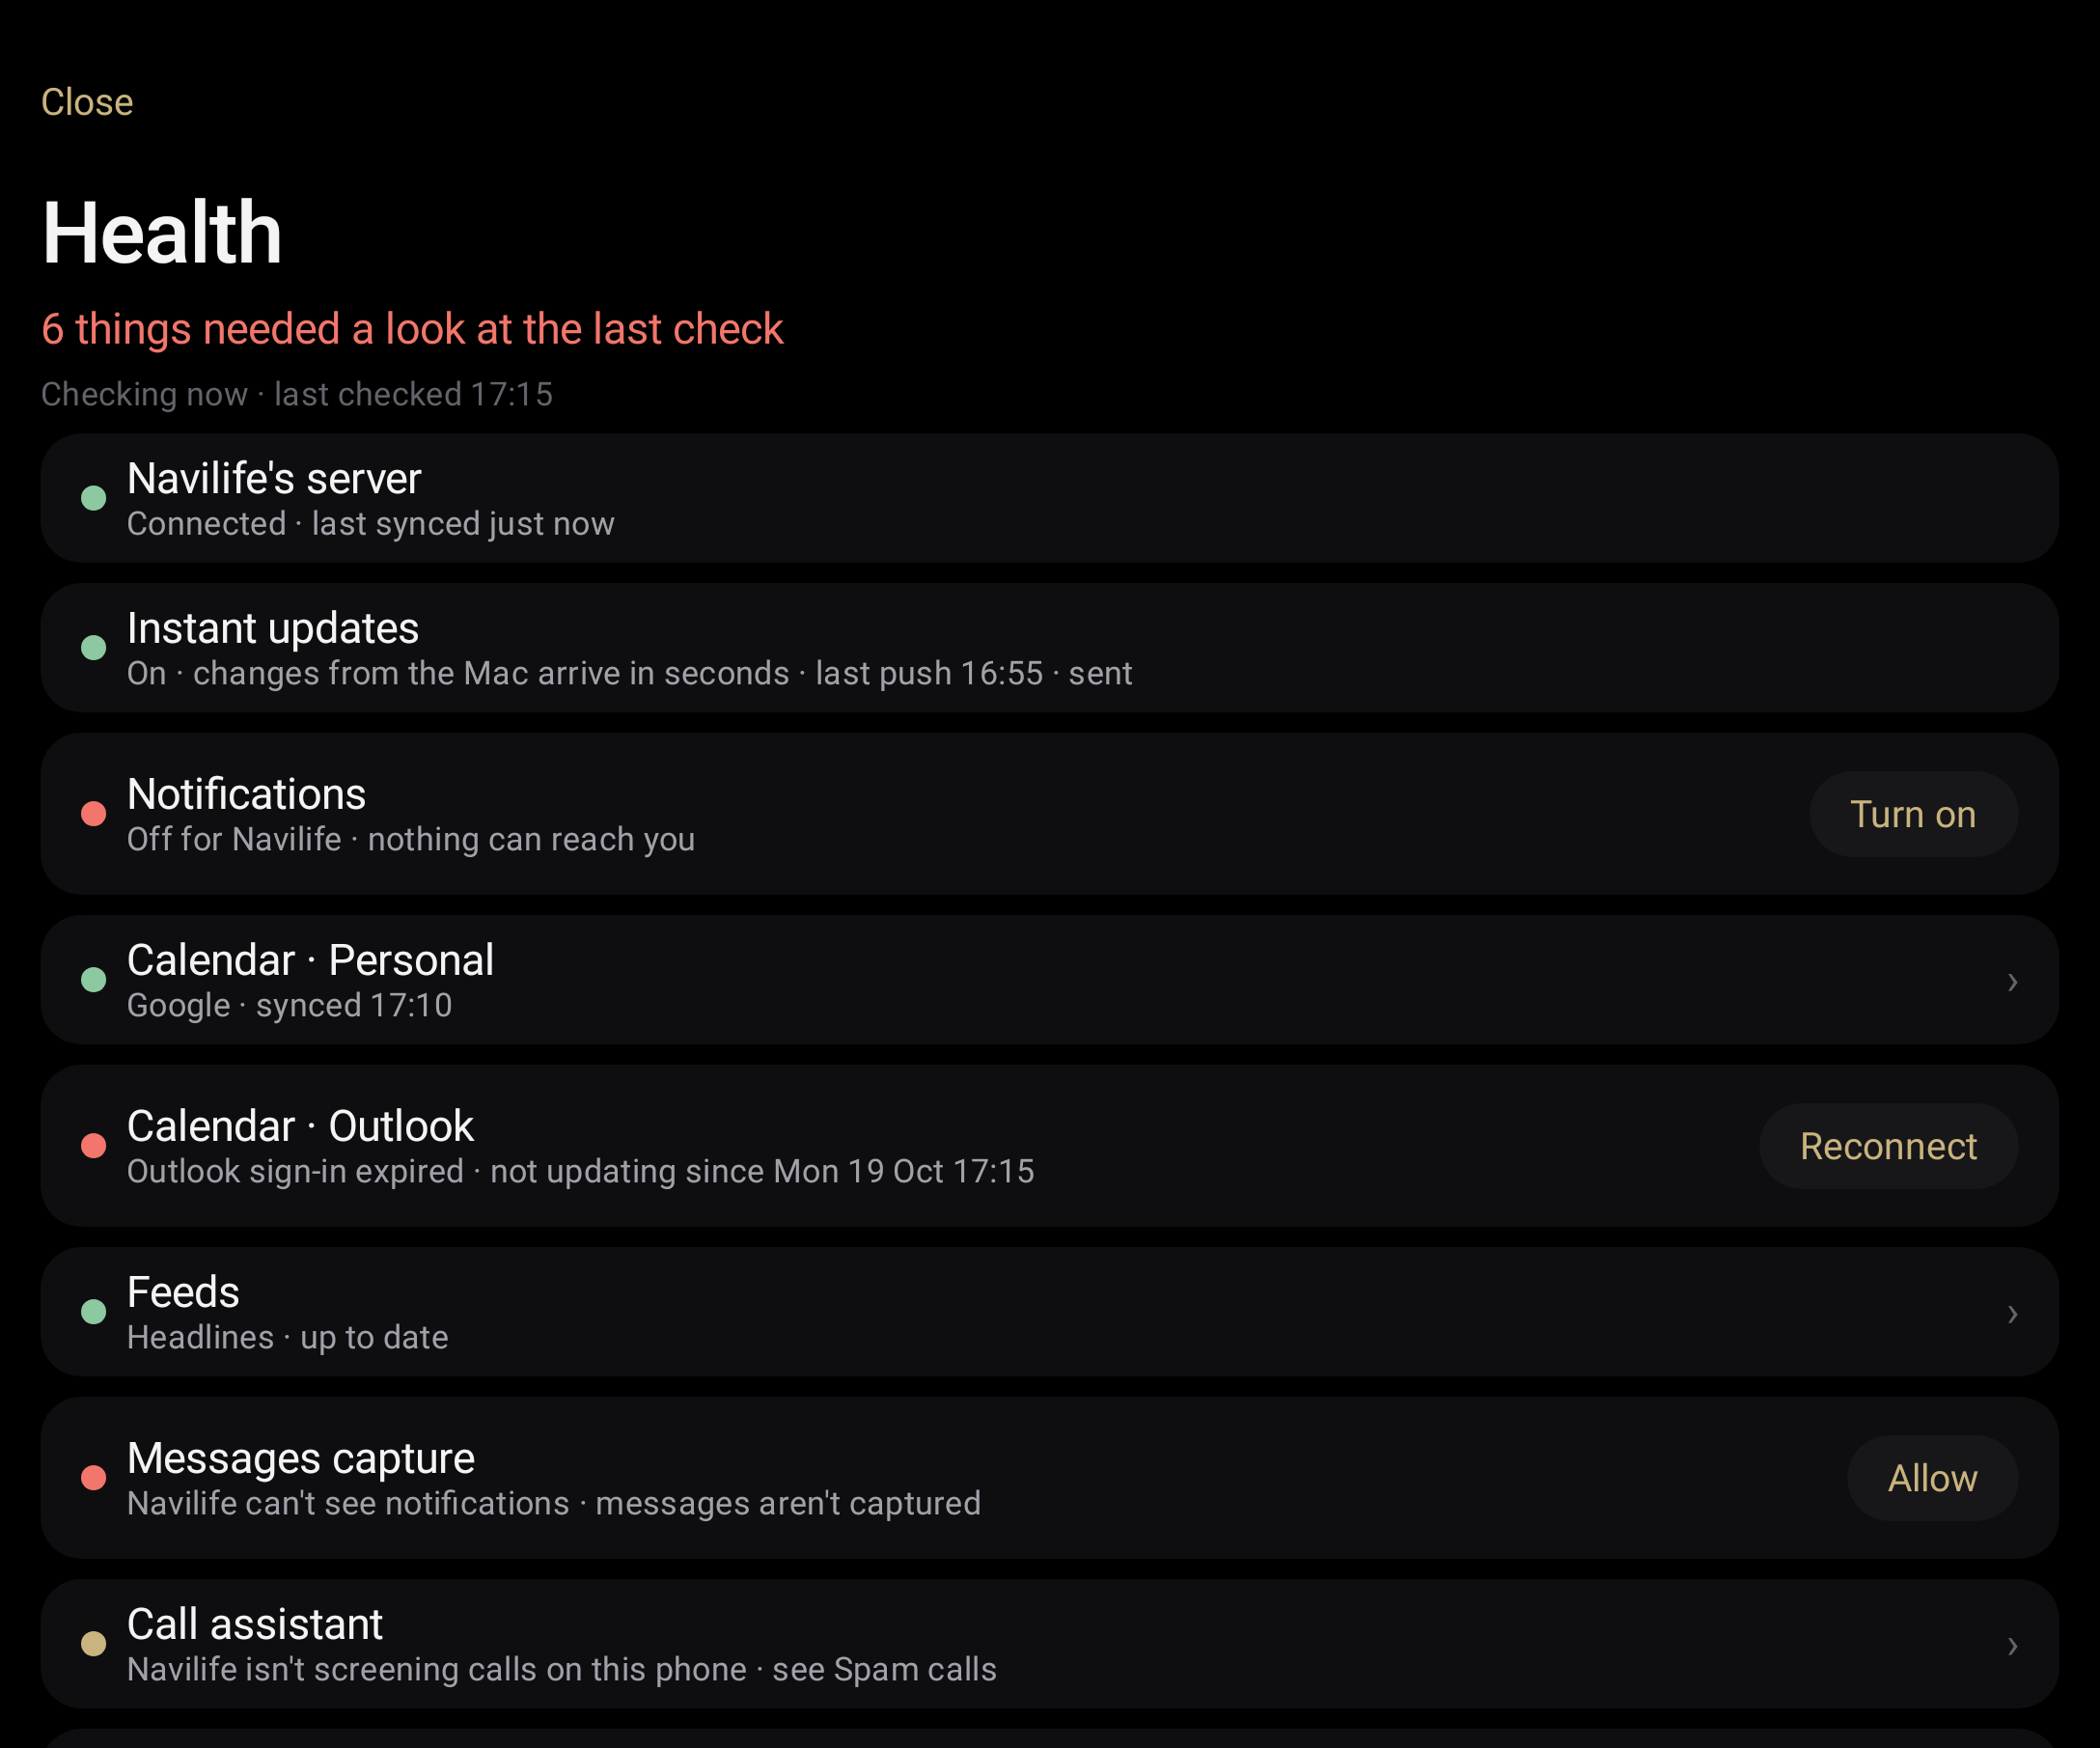 Close
Health
6 things needed a look at the last check
Checking now · last checked 17:15
Navilife's server
Connected · last synced just now
Instant updates
On · changes from the Mac arrive in seconds · last push 16:55 · sent
Notifications
Off for Navilife · nothing can reach you
Turn on
Calendar · Personal
Google · synced 17:10
›
Calendar · Outlook
Outlook sign-in expired · not updating since Mon 19 Oct 17:15
Reconnect
Feeds
Headlines · up to date
›
Messages capture
Navilife can't see notifications · messages aren't captured
Allow
Call assistant
Navilife isn't screening calls on this phone · see Spam calls
›